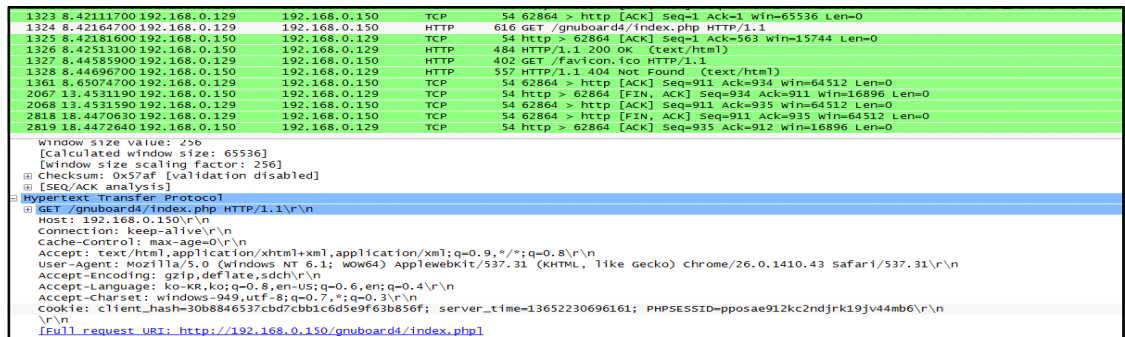 1323 8.42111700 192.168.0.129 192.168.0.150 TCP 54 62864 > http [ACK] Seq=1 Ack=1 Win=65536 Len=0
1324 8.42164700 192.168.0.129 192.168.0.150 HTTP 616 GET /gnuboard4/index.php HTTP/1.1
1325 8.42181600 192.168.0.150 192.168.0.129 TCP 54 http > 62864 [ACK] Seq=1 Ack=563 Win=15744 Len=0
1326 8.42513100 192.168.0.150 192.168.0.129 HTTP 484 HTTP/1.1 200 OK (text/html)
1327 8.44585900 192.168.0.129 192.168.0.150 HTTP 402 GET /favicon.ico HTTP/1.1
1328 8.44696700 192.168.0.150 192.168.0.129 HTTP 557 HTTP/1.1 404 Not Found (text/html)
1361 8.65074700 192.168.0.129 192.168.0.150 TCP 54 62864 > http [ACK] Seq=911 Ack=934 Win=64512 Len=0
2067 13.4531190 192.168.0.150 192.168.0.129 TCP 54 http > 62864 [FIN, ACK] Seq=934 Ack=911 Win=16896 Len=0
2068 13.4531590 192.168.0.129 192.168.0.150 TCP 54 62864 > http [ACK] Seq=911 Ack=935 Win=64512 Len=0
2818 18.4470630 192.168.0.129 192.168.0.150 TCP 54 62864 > http [FIN, ACK] Seq=911 Ack=935 Win=64512 Len=0
2819 18.4472640 192.168.0.150 192.168.0.129 TCP 54 http > 62864 [ACK] Seq=935 Ack=912 Win=16896 Len=0
Window size value: 256
[Calculated window size: 65536]
[Window size scaling factor: 256]
Checksum: 0x57af [validation disabled]
[SEQ/ACK analysis]
Hypertext Transfer Protocol
GET /gnuboard4/index.php HTTP/1.1\r\n
Host: 192.168.0.150\r\n
Connection: keep-alive\r\n
Cache-Control: max-age=0\r\n
Accept: text/html,application/xhtml+xml,application/xml;q=0.9,*/*;q=0.8\r\n
User-Agent: Mozilla/5.0 (Windows NT 6.1; WOW64) AppleWebKit/537.31 (KHTML, like Gecko) Chrome/26.0.1410.43 Safari/537.31\r\n
Accept-Encoding: gzip,deflate,sdch\r\n
Accept-Language: ko-KR,ko;q=0.8,en-US;q=0.6,en;q=0.4\r\n
Accept-Charset: windows-949,utf-8;q=0.7,*;q=0.3\r\n
Cookie: client_hash=30b8846537cbd7cbb1c6d5e9f63b856f; server_time=13652230696161; PHPSESSID=pposae912kc2ndjrk19jv44mb6\r\n
\r\n
[Full request URI: http://192.168.0.150/gnuboard4/index.php]